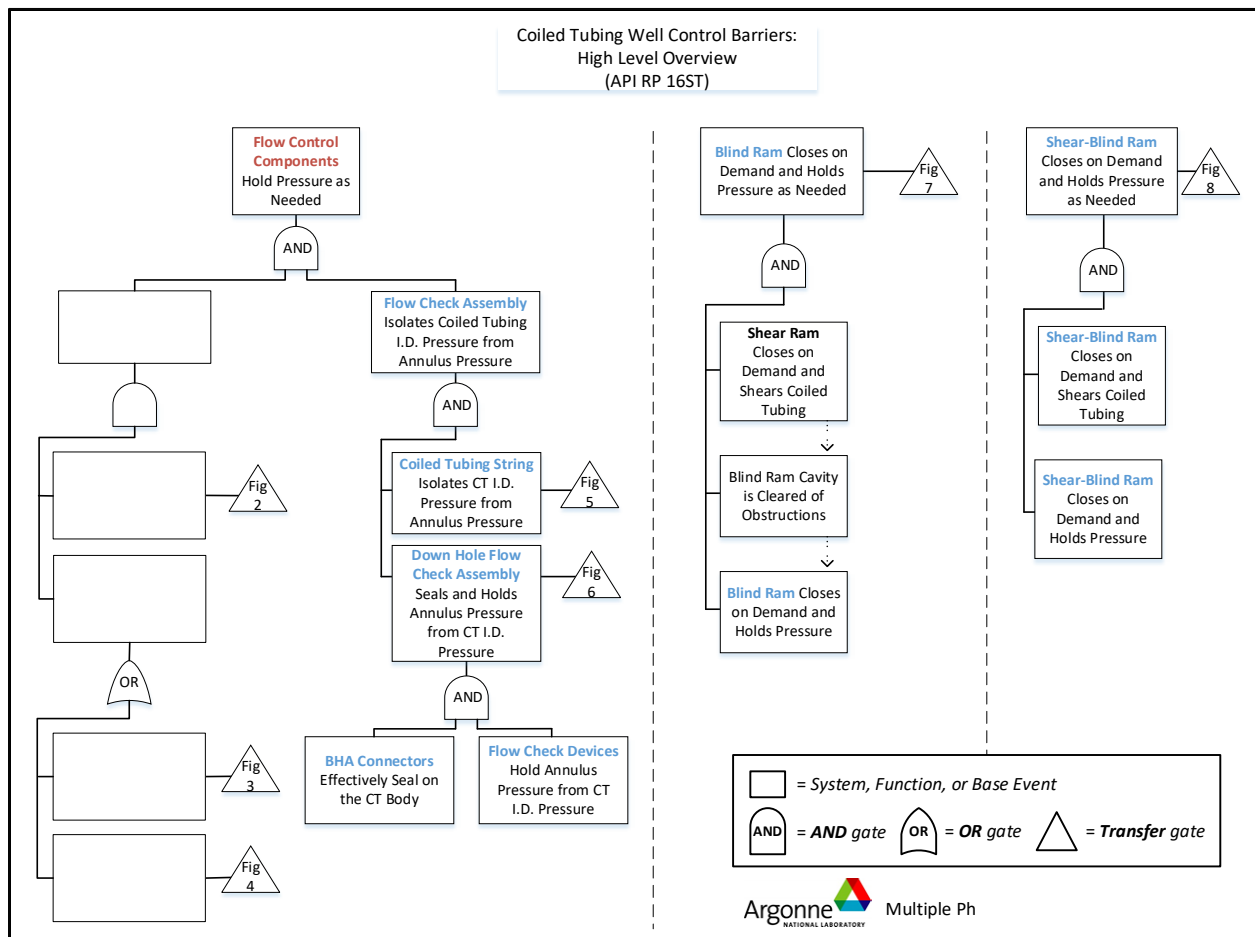 Coiled Tubing Well Control Barriers:
High Level Overview
(API RP 16ST)
Flow Control
Components
Hold Pressure as
Needed
AND
Flow Check Assembly
Isolates Coiled Tubing
I.D. Pressure from
Annulus Pressure
AND
Fig
2
Coiled Tubing String
Isolates CT I.D.
Pressure from
Annulus Pressure
Fig
5
Down Hole Flow
Check Assembly
Seals and Holds
Annulus Pressure
from CT I.D.
Pressure
Fig
6
OR
AND
Fig
3
Fig
4
BHA Connectors
Effectively Seal on
the CT Body
Flow Check Devices
Hold Annulus
Pressure from CT
I.D. Pressure
Blind Ram Closes on
Demand and Holds
Pressure as Needed
Fig
7
AND
Shear Ram
Closes on
Demand and
Shears Coiled
Tubing
Blind Ram Cavity
is Cleared of
Obstructions
Blind Ram Closes
on Demand and
Holds Pressure
Shear-Blind Ram
Closes on Demand
and Holds Pressure
as Needed
Fig
8
AND
Shear-Blind Ram
Closes on
Demand and
Shears Coiled
Tubing
Shear-Blind Ram
Closes on
Demand and
Holds Pressure
= System, Function, or Base Event
AND = AND gate OR = OR gate = Transfer gate
Argonne
NATIONAL LABORATORY
Multiple Ph